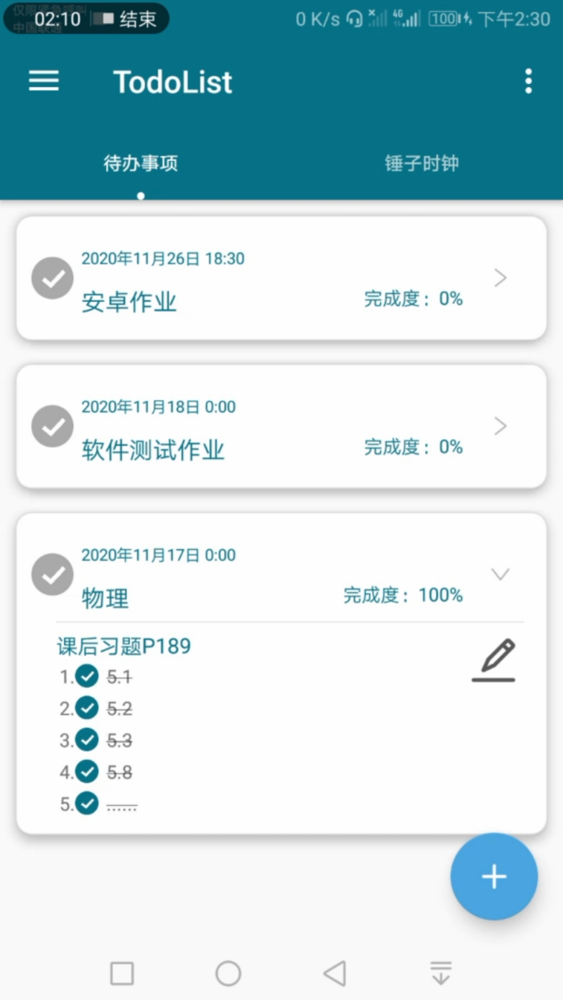 仅限紧急呼叫
中国联通
02:10 结束
0 K/s 4G 100 下午2:30
TodoList
待办事项 锤子时钟
2020年11月26日 18:30
安卓作业 完成度：0%
2020年11月18日 0:00
软件测试作业 完成度：0%
2020年11月17日 0:00
物理 完成度：100%
课后习题P189
1. 5.1
2. 5.2
3. 5.3
4. 5.8
5. ......